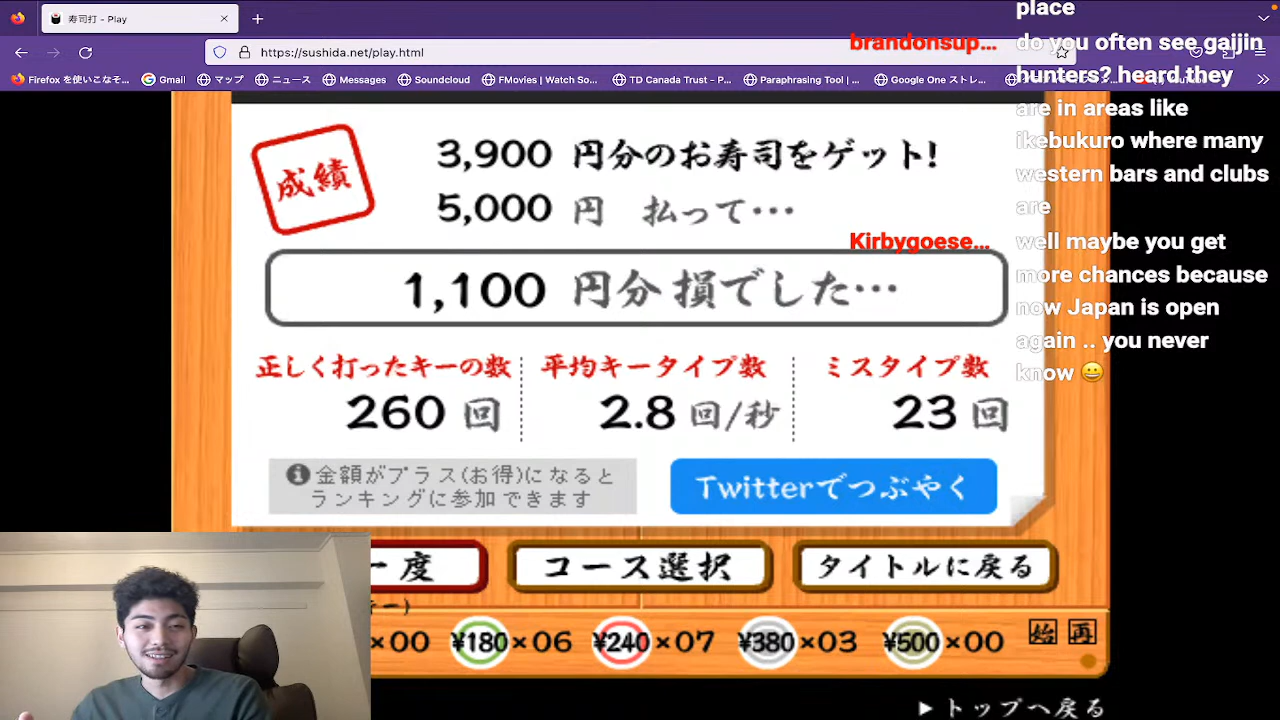 寿司打 - Play
https://sushida.net/play.html
Firefox を使いこなそ...
Gmail
マップ
ニュース
Messages
Soundcloud
FMovies | Watch So...
TD Canada Trust - P...
Paraphrasing Tool |...
Google One ストレ...
成績
3,900 円分のお寿司をゲット!
5,000 円 払って…
1,100 円分 損でした…
正しく打ったキーの数
260 回
平均キータイプ数
2.8 回/秒
ミスタイプ数
23 回
金額がプラス(お得)になると
ランキングに参加できます
Twitterでつぶやく
一度
コース選択
タイトルに戻る
キー)
×00
¥180×06
¥240×07
¥380×03
¥500×00
始
再
▶トップへ戻る
place
brandonsup...
do you often see gaijin
hunters? heard they
are in areas like
ikebukuro where many
western bars and clubs
are
Kirbygoese...
well maybe you get
more chances because
now Japan is open
again .. you never
know 😀